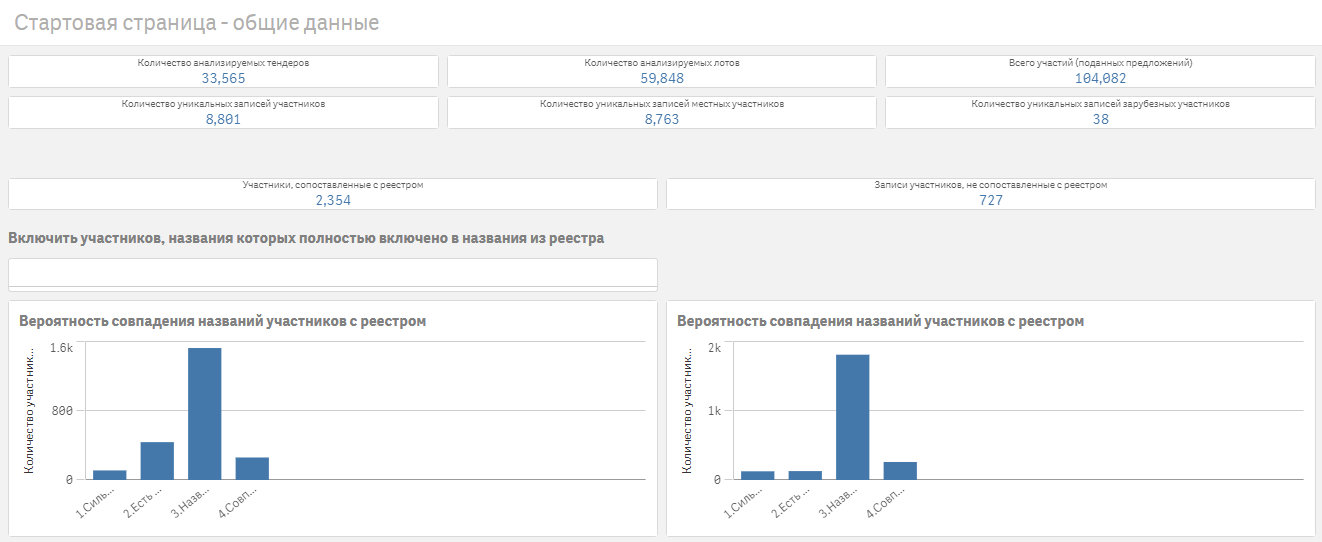 Стартовая страница - общие данные
Количество анализируемых тендеров
33,565
Количество анализируемых лотов
59,848
Всего участий (поданных предложений)
104,082
Количество уникальных записей участников
8,801
Количество уникальных записей местных участников
8,763
Количество уникальных записей зарубежных участников
38
Участники, сопоставленные с реестром
2,354
Записи участников, не сопоставленные с реестром
727
Включить участников, названия которых полностью включено в названия из реестра
Вероятность совпадения названий участников с реестром
Количество участник...
1.6k
800
0
1.Силь...
2.Есть ...
3.Назв...
4.Совп...
Вероятность совпадения названий участников с реестром
Количество участник...
2k
1k
0
1.Силь...
2.Есть ...
3.Назв...
4.Совп...